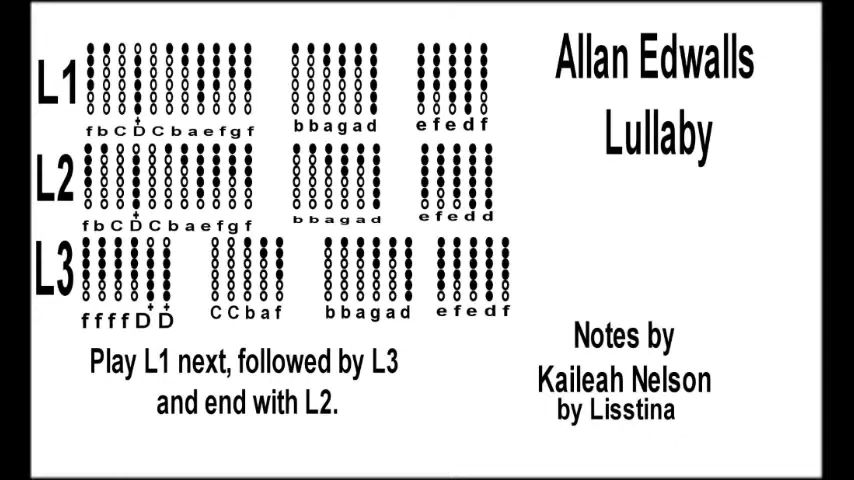 Allan Edwalls
Lullaby
L1
f b C D C b a e f g f
b b a g a d
e f e d f
L2
f b C D C b a e f g f
b b a g a d
e f e d d
L3
f f f f D D
C C b a f
b b a g a d
e f e d f
Play L1 next, followed by L3
and end with L2.
Notes by
Kaileah Nelson
by Lisstina